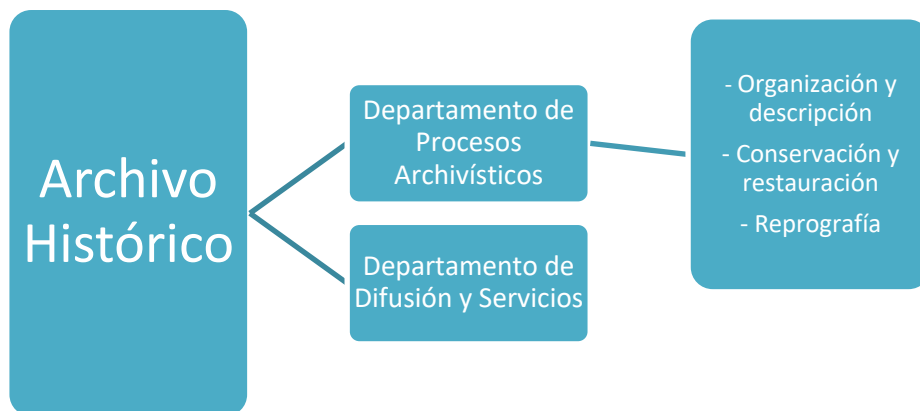 Archivo
Histórico
Departamento de
Procesos
Archivísticos
Departamento de
Difusión y Servicios
- Organización y
descripción
- Conservación y
restauración
- Reprografía